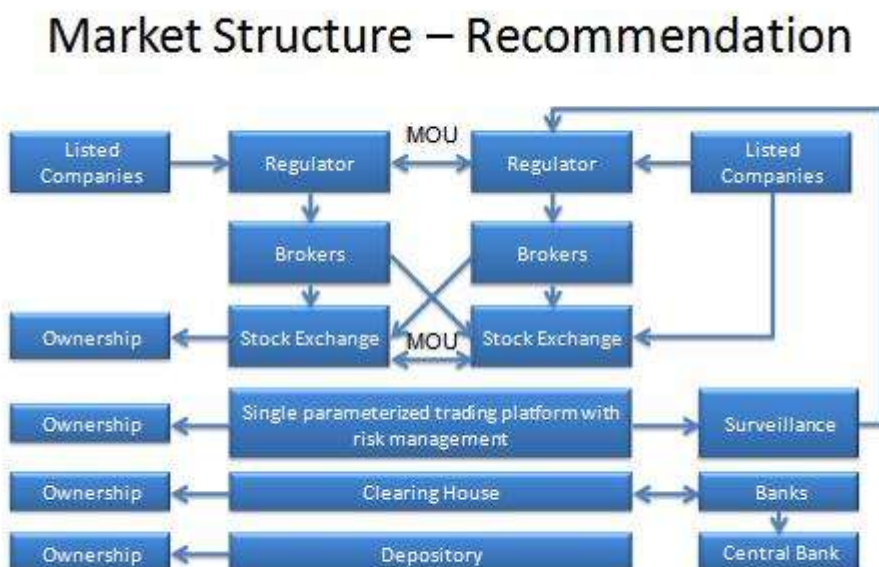 Market Structure – Recommendation
MOU
Listed
Companies
Regulator
Regulator
Listed
Companies
Brokers
Brokers
Ownership
Stock Exchange
MOU
Stock Exchange
Ownership
Single parameterized trading platform with
risk management
Surveillance
Ownership
Clearing House
Banks
Ownership
Depository
Central Bank